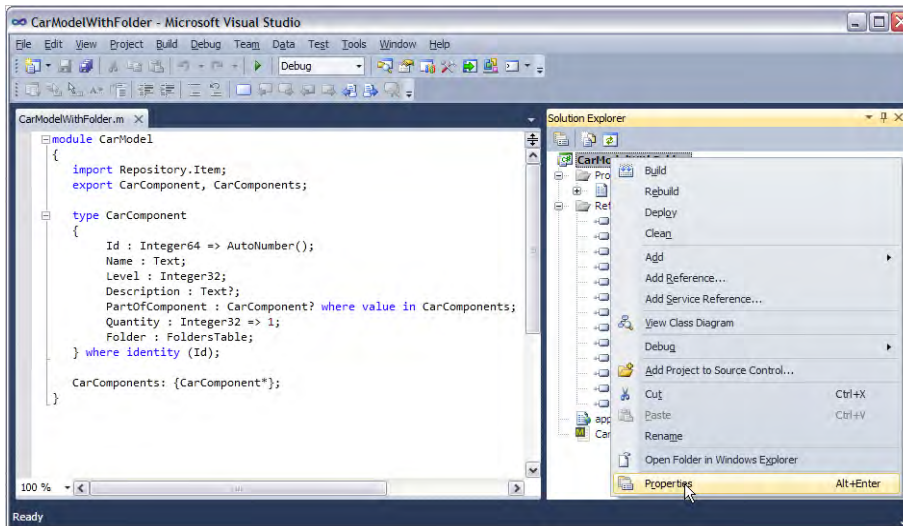 CarModelWithFolder - Microsoft Visual Studio
File Edit View Project Build Debug Team Data Test Tools Window Help
Debug
CarModelWithFolder.m
Solution Explorer
module CarModel
{
import Repository.Item;
export CarComponent, CarComponents;
type CarComponent
{
Id : Integer64 => AutoNumber();
Name : Text;
Level : Integer32;
Description : Text?;
PartOfComponent : CarComponent? where value in CarComponents;
Quantity : Integer32 => 1;
Folder : FoldersTable;
} where identity (Id);
CarComponents: {CarComponent*};
}
100 %
Pro
Ref
app
Car
Build
Rebuild
Deploy
Clean
Add
Add Reference...
Add Service Reference...
View Class Diagram
Debug
Add Project to Source Control...
Cut Ctrl+X
Paste Ctrl+V
Rename
Open Folder in Windows Explorer
Properties Alt+Enter
Ready